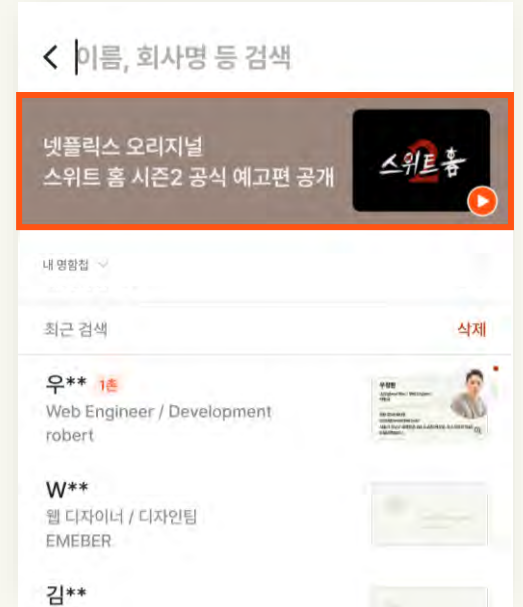 이름, 회사명 등 검색
넷플릭스 오리지널
스위트 홈 시즌2 공식 예고편 공개
스위트홈
2
내 명함첩
최근 검색
삭제
우** 1촌
Web Engineer / Development
robert
W**
웹 디자이너 / 디자인팀
EMEBER
김**